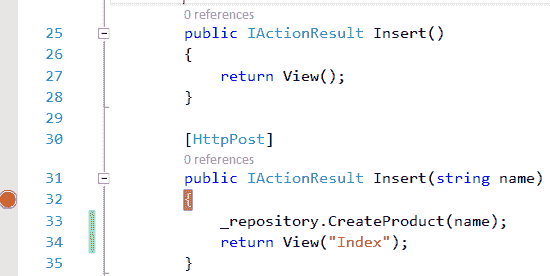 0 references
25 public IActionResult Insert()
26 {
27 return View();
28 }
29
30 [HttpPost]
0 references
31 public IActionResult Insert(string name)
32 {
33 _repository.CreateProduct(name);
34 return View("Index");
35 }